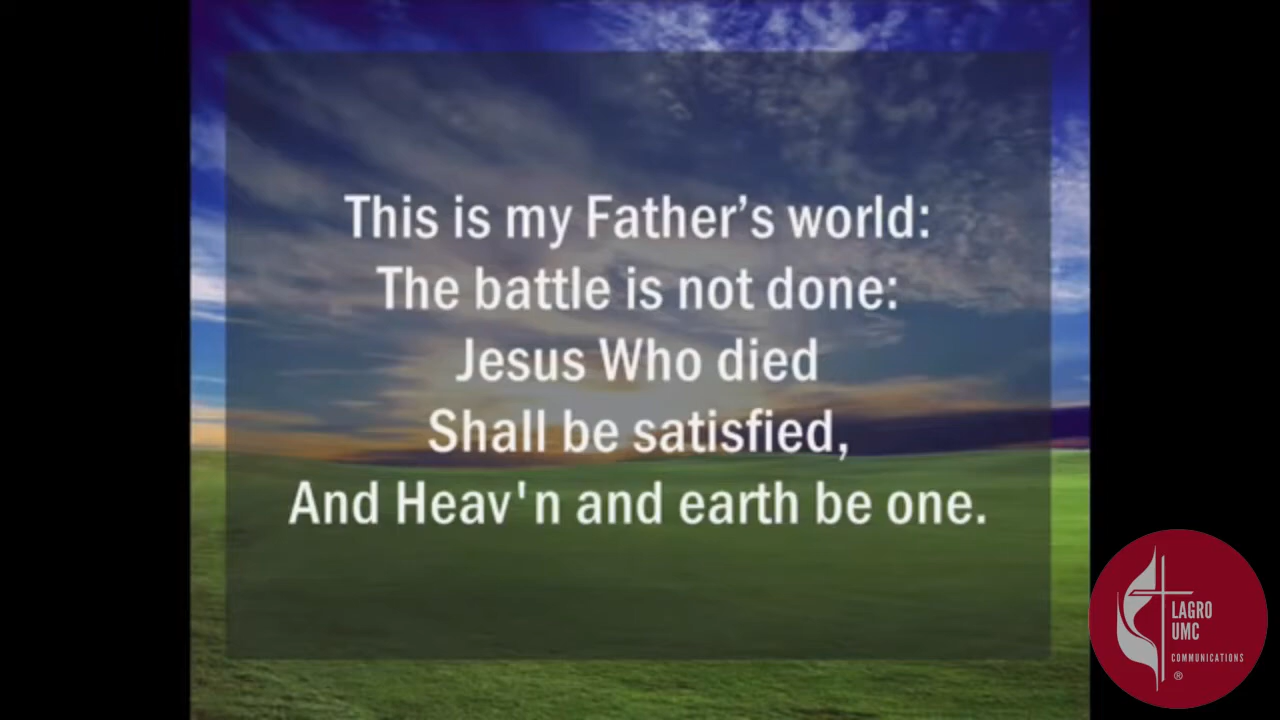 This is my Father’s world:
The battle is not done:
Jesus Who died
Shall be satisfied,
And Heav'n and earth be one.
LAGRO
UMC
COMMUNICATIONS
®